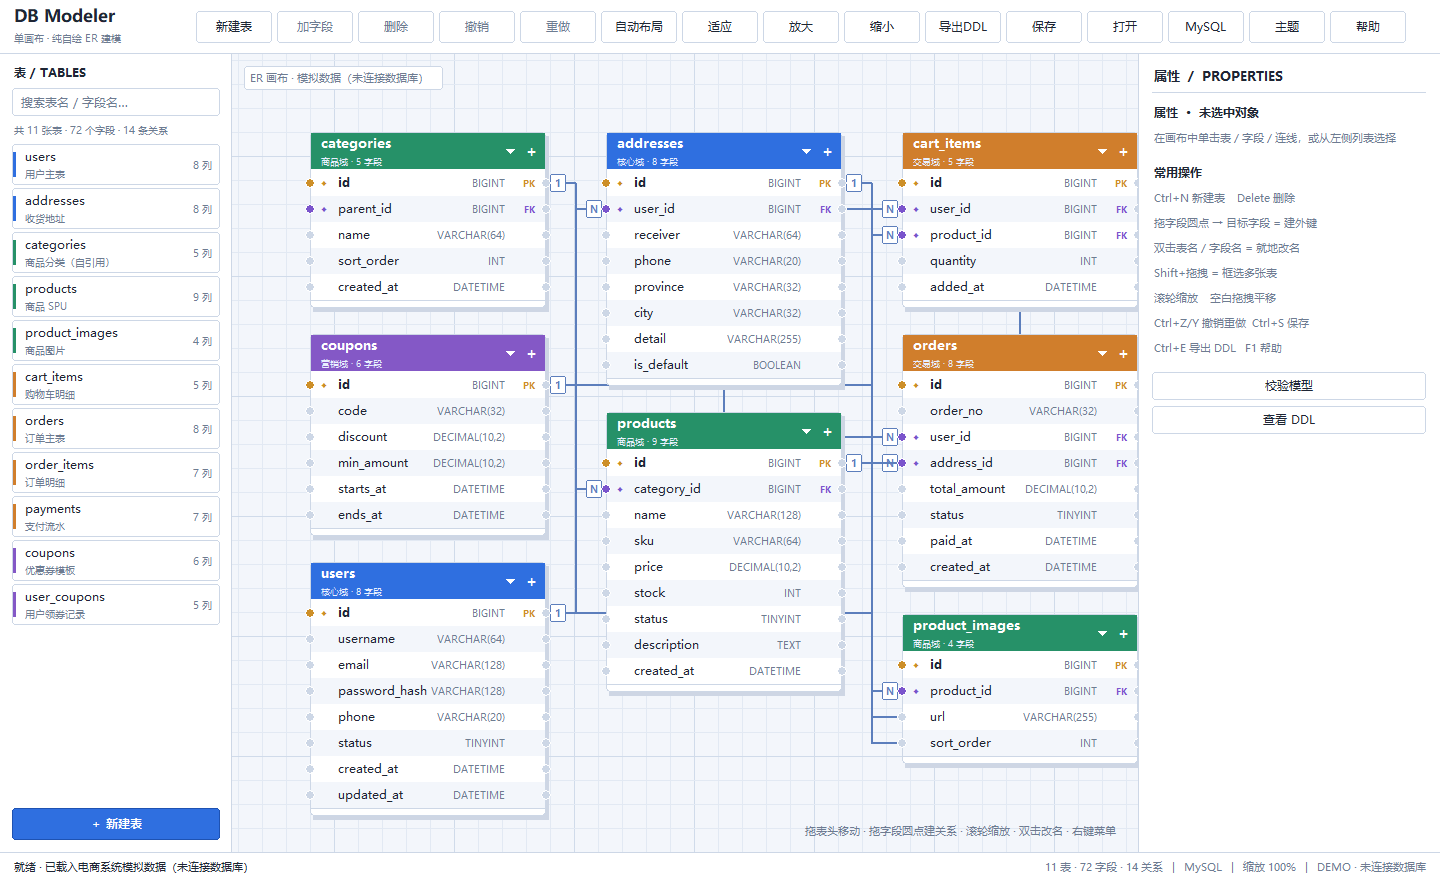 DB Modeler
单画布 · 纯自绘 ER 建模
新建表 加字段 删除 撤销 重做 自动布局 适应 放大 缩小 导出DDL 保存 打开 MySQL 主题 帮助
表 / TABLES
搜索表名 / 字段名...
共 11 张表 · 72 个字段 · 14 条关系
users
用户主表
8 列
addresses
收货地址
8 列
categories
商品分类（自引用）
5 列
products
商品 SPU
9 列
product_images
商品图片
4 列
cart_items
购物车明细
5 列
orders
订单主表
8 列
order_items
订单明细
7 列
payments
支付流水
7 列
coupons
优惠券模板
6 列
user_coupons
用户领券记录
5 列
+ 新建表
ER 画布 · 模拟数据（未连接数据库）
categories
商品域 · 5 字段
+
id BIGINT PK
parent_id BIGINT FK
name VARCHAR(64)
sort_order INT
created_at DATETIME
1
coupons
营销域 · 6 字段
+
id BIGINT PK
code VARCHAR(32)
discount DECIMAL(10,2)
min_amount DECIMAL(10,2)
starts_at DATETIME
ends_at DATETIME
1
users
核心域 · 8 字段
+
id BIGINT PK
username VARCHAR(64)
email VARCHAR(128)
password_hash VARCHAR(128)
phone VARCHAR(20)
status TINYINT
created_at DATETIME
updated_at DATETIME
1
addresses
核心域 · 8 字段
+
id BIGINT PK
N
user_id BIGINT FK
receiver VARCHAR(64)
phone VARCHAR(20)
province VARCHAR(32)
city VARCHAR(32)
detail VARCHAR(255)
is_default BOOLEAN
1
products
商品域 · 9 字段
+
id BIGINT PK
N
category_id BIGINT FK
name VARCHAR(128)
sku VARCHAR(64)
price DECIMAL(10,2)
stock INT
status TINYINT
description TEXT
created_at DATETIME
1
cart_items
交易域 · 5 字段
+
id BIGINT PK
N
user_id BIGINT FK
N
product_id BIGINT FK
quantity INT
added_at DATETIME
orders
交易域 · 8 字段
+
id BIGINT PK
order_no VARCHAR(32)
N
user_id BIGINT FK
N
address_id BIGINT FK
total_amount DECIMAL(10,2)
status TINYINT
paid_at DATETIME
created_at DATETIME
product_images
商品域 · 4 字段
+
id BIGINT PK
N
product_id BIGINT FK
url VARCHAR(255)
sort_order INT
拖表头移动 · 拖字段圆点建关系 · 滚轮缩放 · 双击改名 · 右键菜单
属性 / PROPERTIES
属性 • 未选中对象
在画布中单击表 / 字段 / 连线，或从左侧列表选择
常用操作
Ctrl+N 新建表 Delete 删除
拖字段圆点 → 目标字段 = 建外键
双击表名 / 字段名 = 就地改名
Shift+拖拽 = 框选多张表
滚轮缩放 空白拖拽平移
Ctrl+Z/Y 撤销重做 Ctrl+S 保存
Ctrl+E 导出 DDL F1 帮助
校验模型
查看 DDL
就绪 · 已载入电商系统模拟数据（未连接数据库）
11 表 · 72 字段 · 14 关系 | MySQL | 缩放 100% | DEMO · 未连接数据库